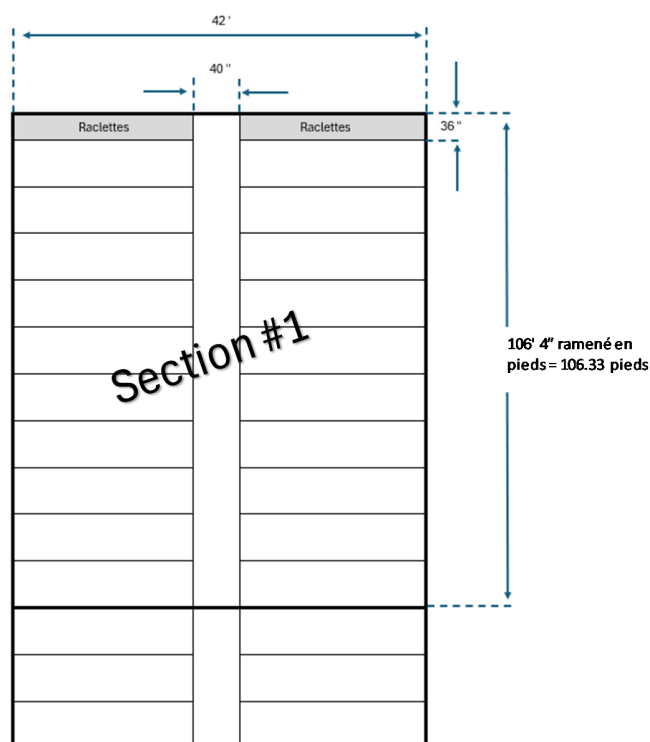 42 '
40 "
Raclettes
Raclettes
36 "
Section #1
106' 4" ramené en
pieds = 106.33 pieds